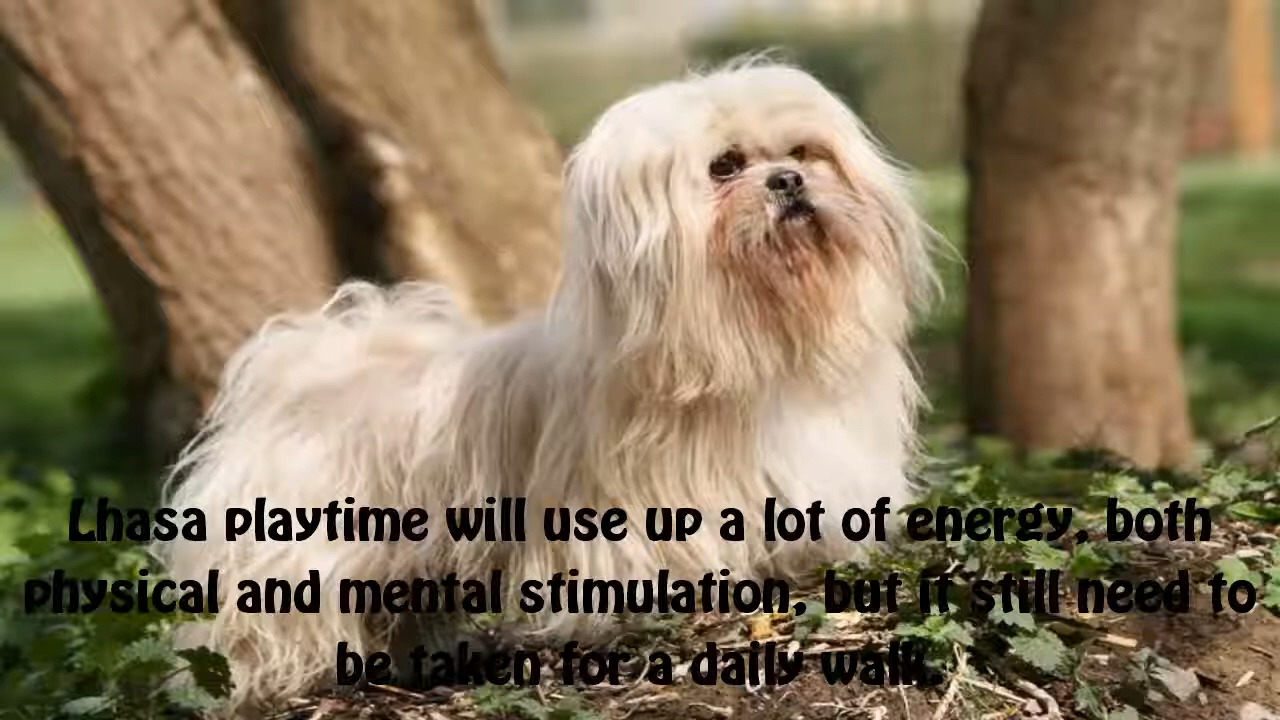 Lhasa playtime will use up a lot of energy, both
physical and mental stimulation, but it still need to
be taken for a daily walk.